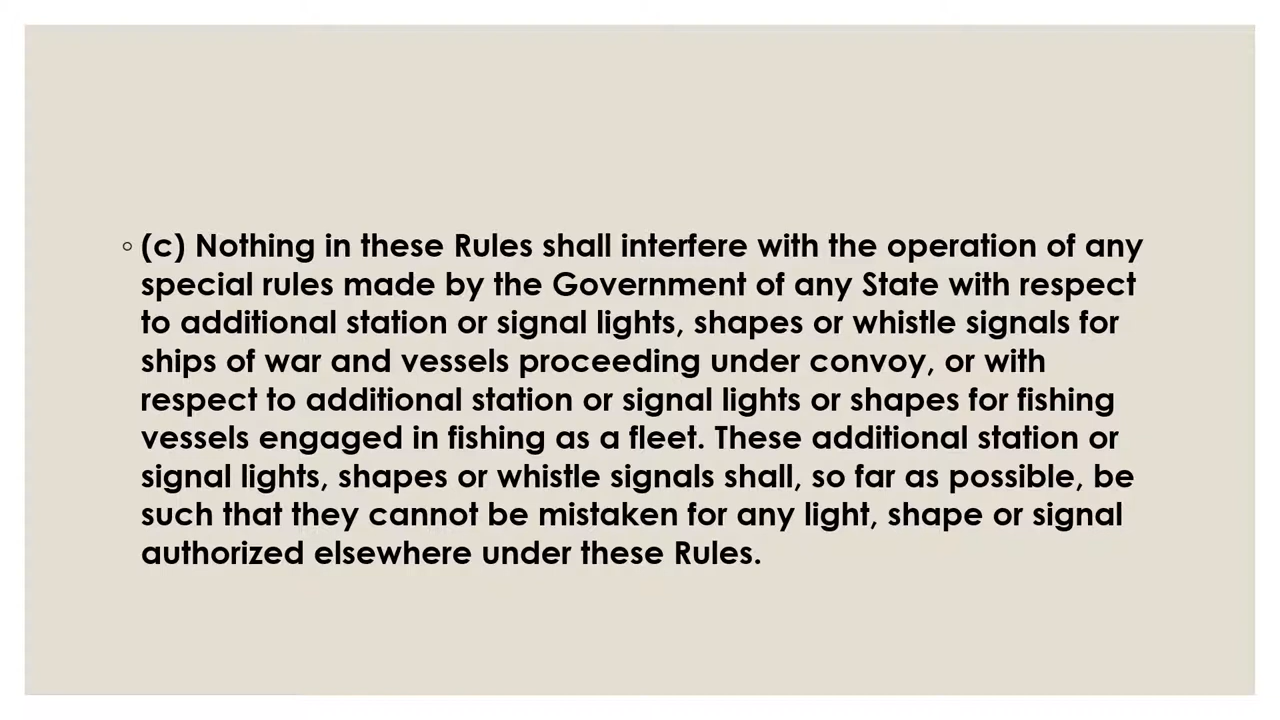 ◦ (c) Nothing in these Rules shall interfere with the operation of any
special rules made by the Government of any State with respect
to additional station or signal lights, shapes or whistle signals for
ships of war and vessels proceeding under convoy, or with
respect to additional station or signal lights or shapes for fishing
vessels engaged in fishing as a fleet. These additional station or
signal lights, shapes or whistle signals shall, so far as possible, be
such that they cannot be mistaken for any light, shape or signal
authorized elsewhere under these Rules.